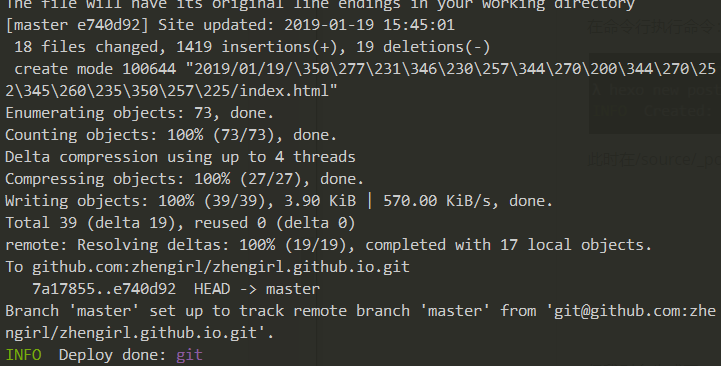 The file will have its original line endings in your working directory
[master e740d92] Site updated: 2019-01-19 15:45:01
 18 files changed, 1419 insertions(+), 19 deletions(-)
 create mode 100644 "2019/01/19/\350\277\231\346\230\257\344\270\200\344\270\25
2\345\260\235\350\257\225/index.html"
Enumerating objects: 73, done.
Counting objects: 100% (73/73), done.
Delta compression using up to 4 threads
Compressing objects: 100% (27/27), done.
Writing objects: 100% (39/39), 3.90 KiB | 570.00 KiB/s, done.
Total 39 (delta 19), reused 0 (delta 0)
remote: Resolving deltas: 100% (19/19), completed with 17 local objects.
To github.com:zhengirl/zhengirl.github.io.git
   7a17855..e740d92  HEAD -> master
Branch 'master' set up to track remote branch 'master' from 'git@github.com:zhe
ngirl/zhengirl.github.io.git'.
INFO  Deploy done: git